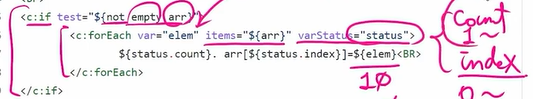 <c:if test="${not empty arr}">
<c:forEach var="elem" items="${arr}" varStatus="status">
${status.count}. arr[${status.index}]=${elem}<BR>
</c:forEach>
</c:if>
10
Count
1~
index
0~